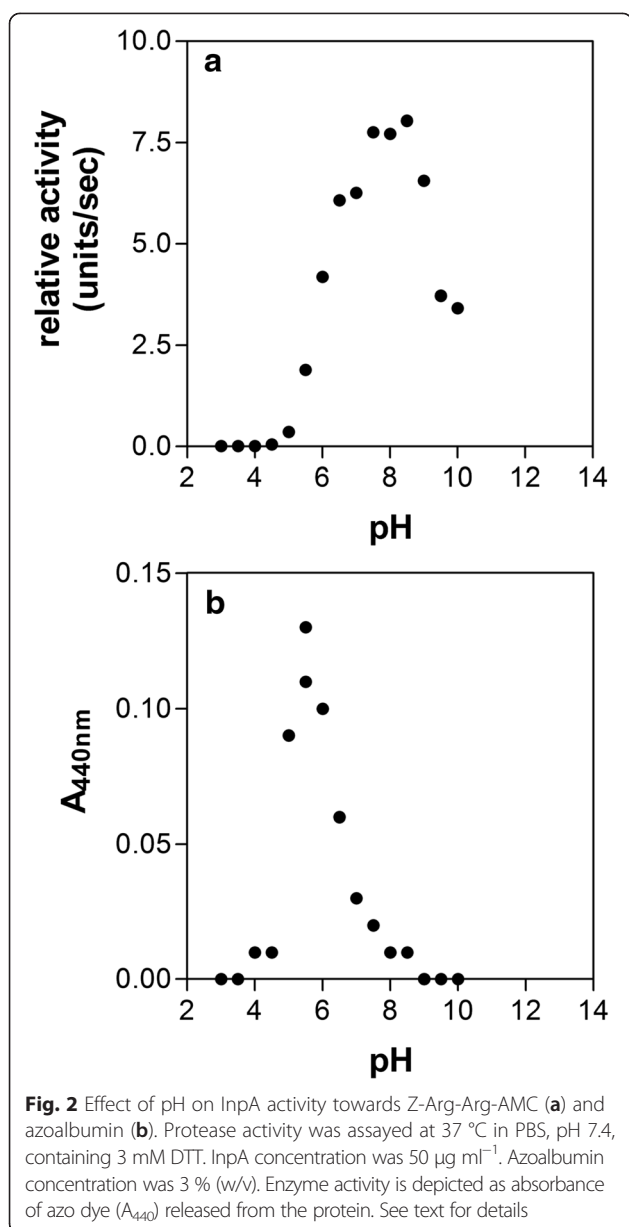 a
10.0
7.5
5.0
2.5
0.0
relative activity
(units/sec)
2 4 6 8 10 12 14
pH
b
0.15
0.10
0.05
0.00
A440nm
2 4 6 8 10 12 14
pH
Fig. 2 Effect of pH on InpA activity towards Z-Arg-Arg-AMC (a) and
azoalbumin (b). Protease activity was assayed at 37 °C in PBS, pH 7.4,
containing 3 mM DTT. InpA concentration was 50 μg ml⁻¹. Azoalbumin
concentration was 3 % (w/v). Enzyme activity is depicted as absorbance
of azo dye (A₄₄₀) released from the protein. See text for details